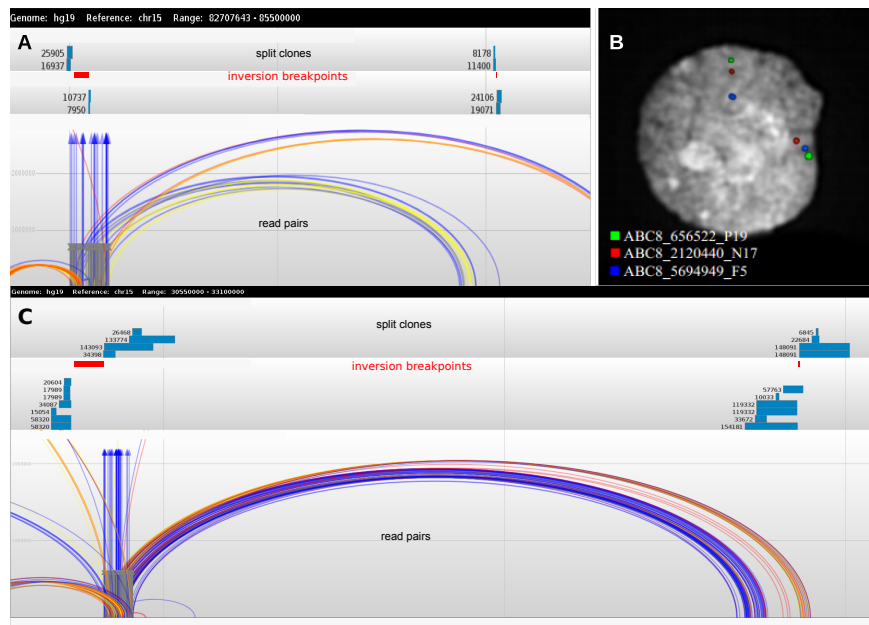 Genome: hg19 Reference: chr15 Range: 82707643 - 85500000
A
25905
16937
split clones
8178
11400
inversion breakpoints
10737
7950
24106
19071
read pairs
B
ABC8_656522_P19
ABC8_2120440_N17
ABC8_5694949_F5
Genome: hg19 Reference: chr15 Range: 30550000 - 33100000
C
26468
133774
143093
34398
split clones
6845
22684
148091
148091
inversion breakpoints
20604
17989
17989
34087
15054
58320
58320
57763
10033
119332
119332
33672
154181
read pairs